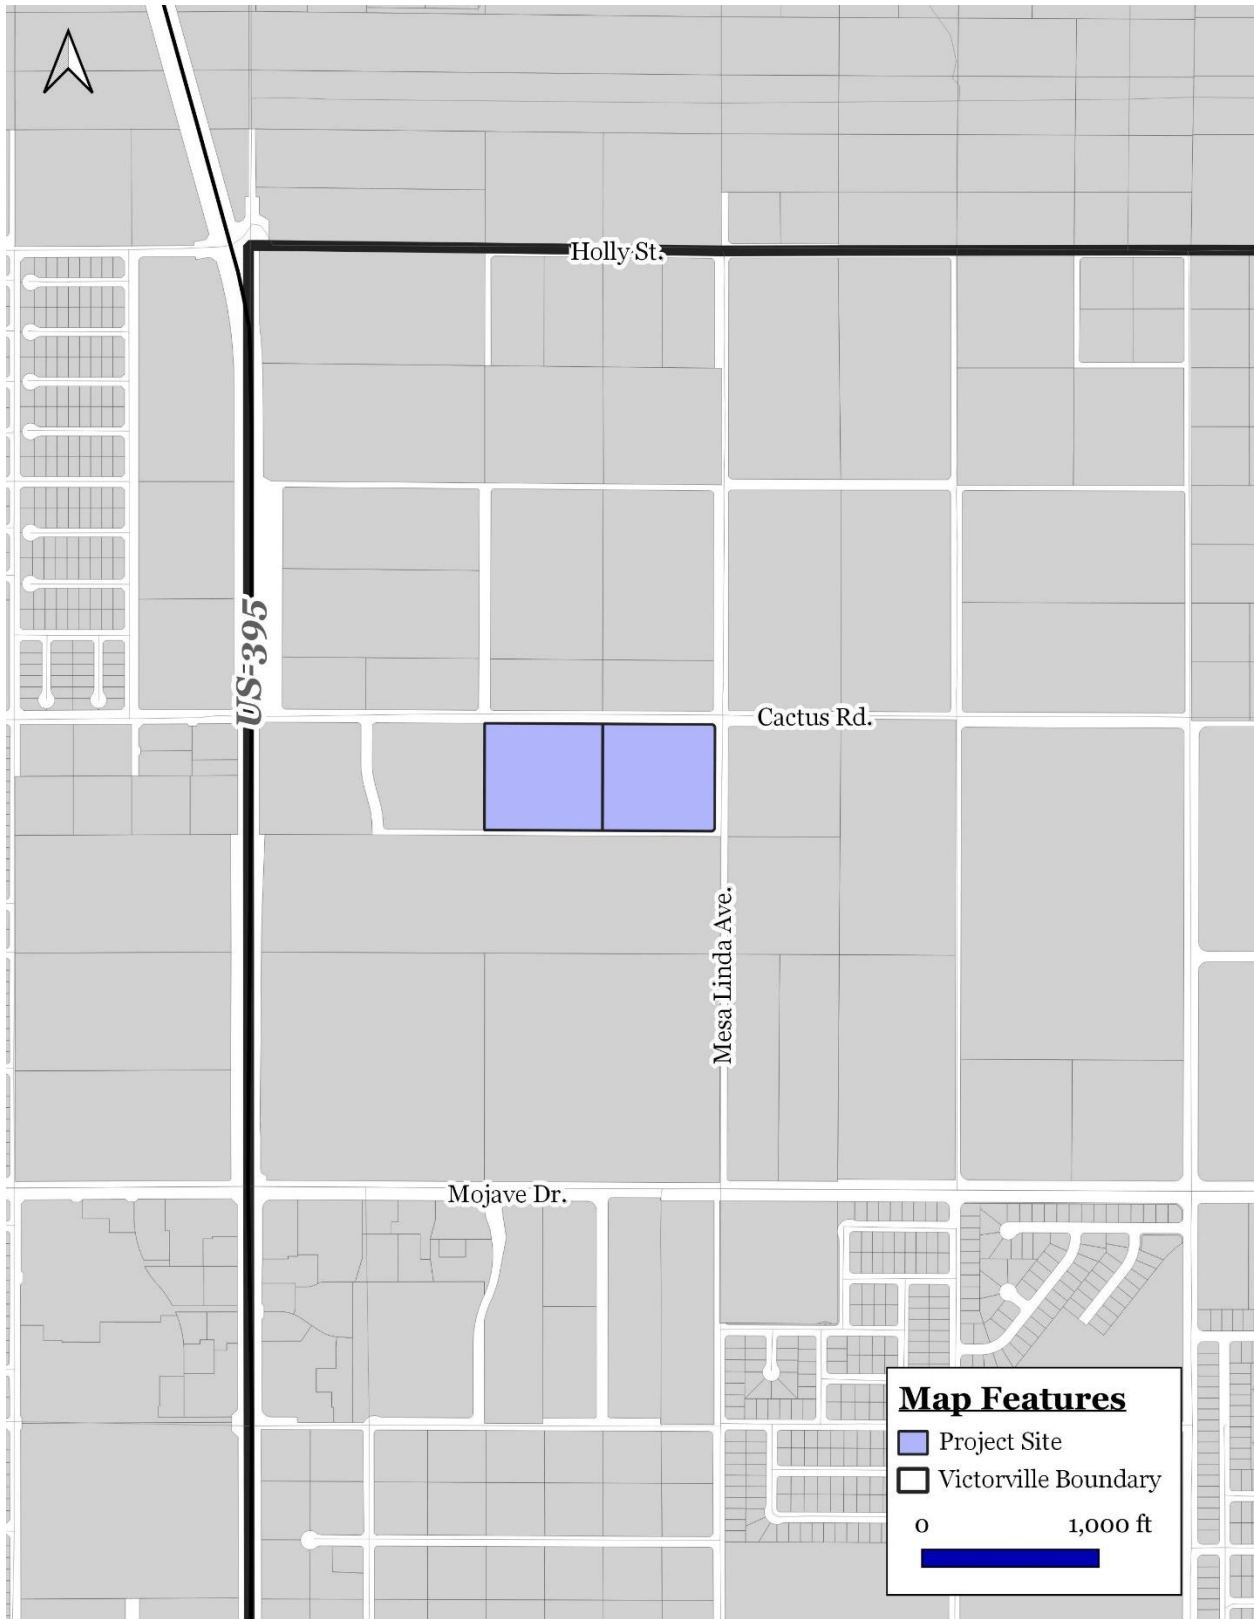 Holly St.
US-395
Cactus Rd.
Mesa Linda Ave.
Mojave Dr.
Map Features
Project Site
Victorville Boundary
0 1,000 ft